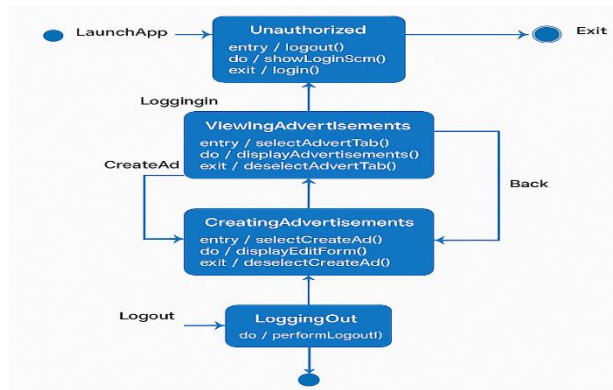 LaunchApp
Unauthorized
entry / logout()
do / showLoginScm()
exit / login()
Exit
Loggingin
ViewingAdvertisements
entry / selectAdvertTab()
do / displayAdvertisements()
exit / deselectAdvertTab()
CreateAd
Back
CreatingAdvertisements
entry / selectCreateAd()
do / displayEditForm()
exit / deselectCreateAd()
Logout
LoggingOut
do / performLogoutl)